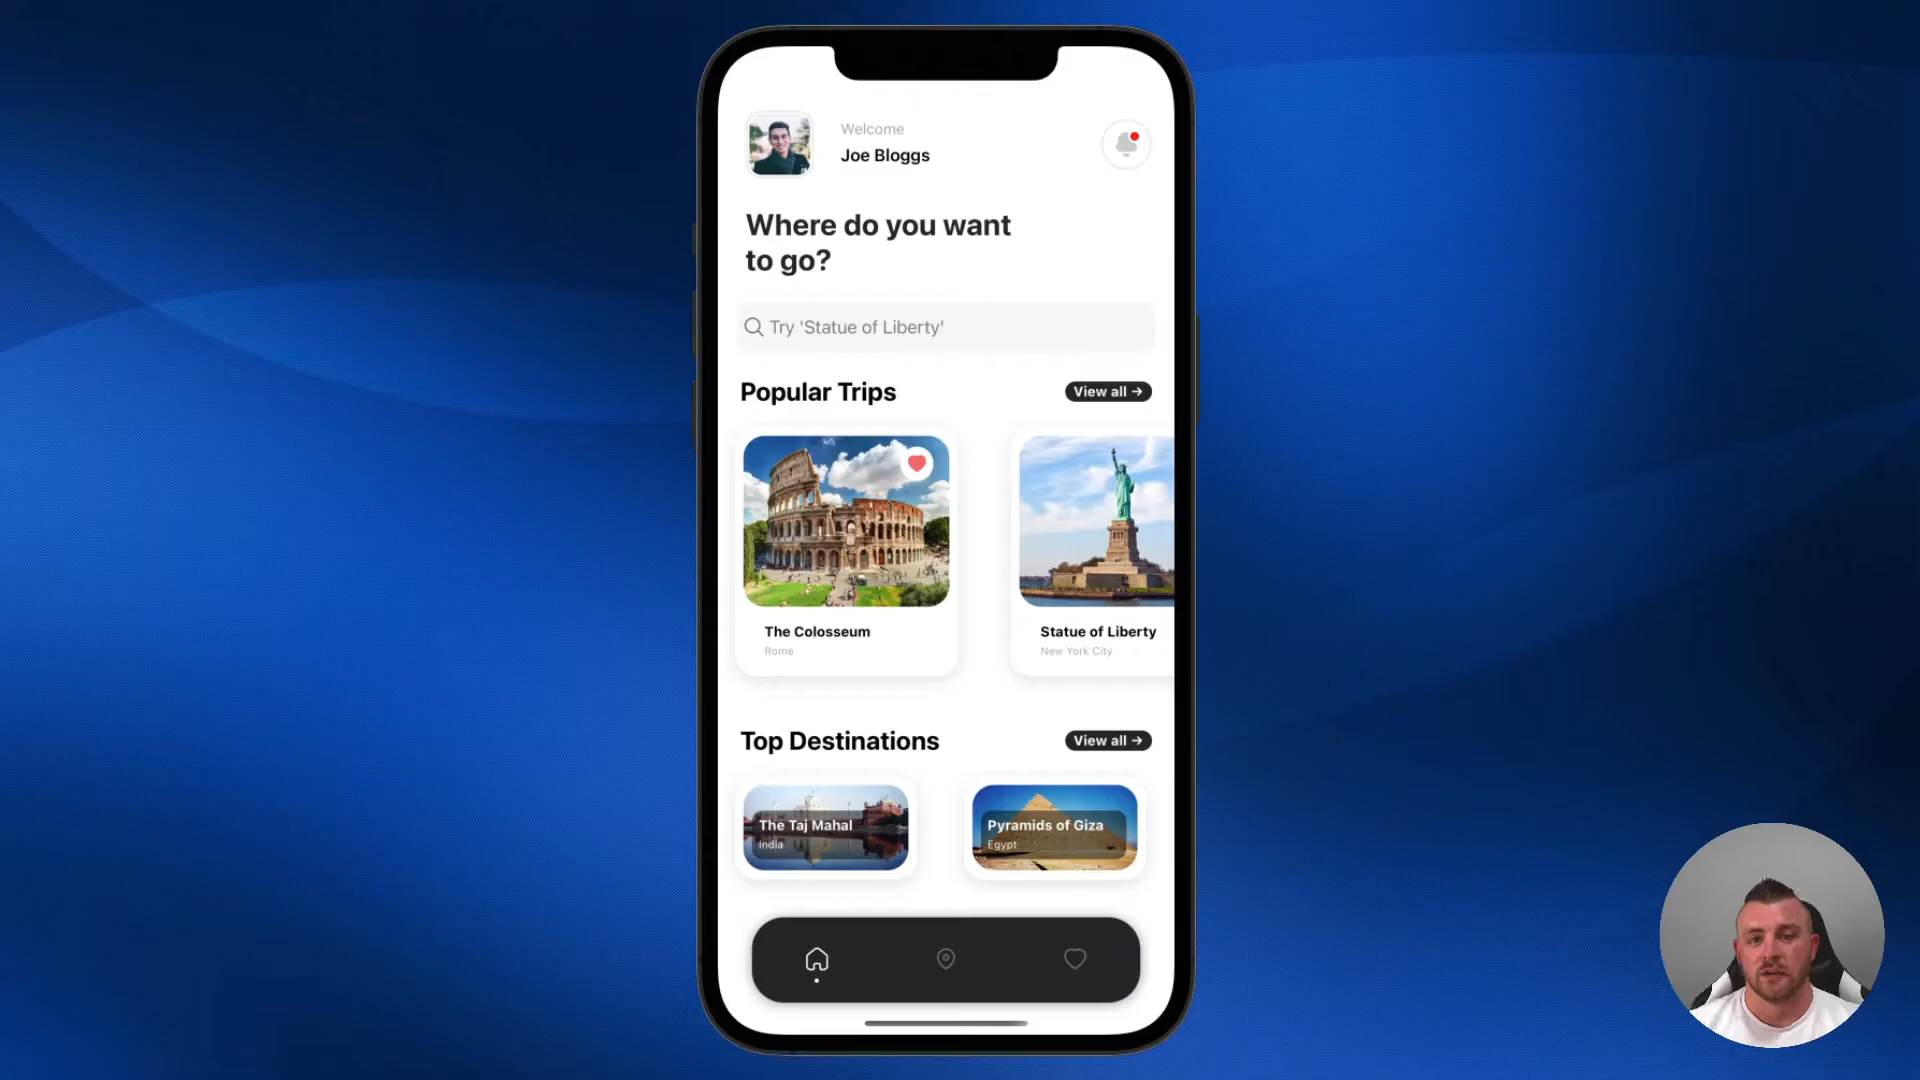 Welcome
Joe Bloggs
Where do you want
to go?
Try 'Statue of Liberty'
Popular Trips
View all →
The Colosseum
Rome
Statue of Liberty
New York City
Top Destinations
View all →
The Taj Mahal
India
Pyramids of Giza
Egypt